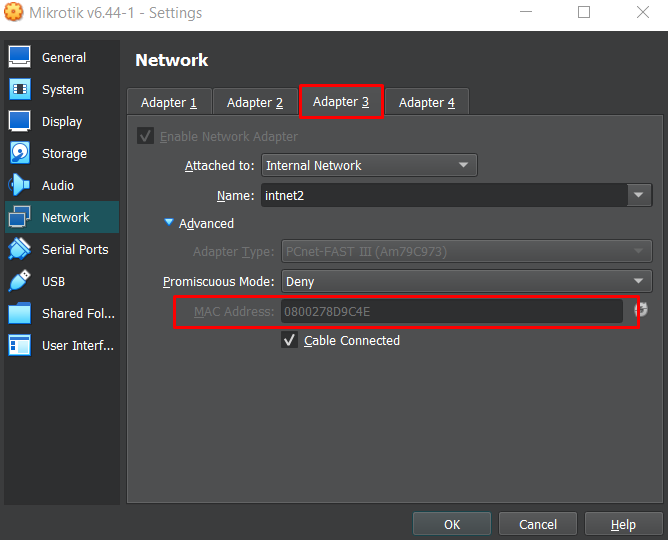 Mikrotik v6.44-1 - Settings
General
System
Display
Storage
Audio
Network
Serial Ports
USB
Shared Fol...
User Interf...
Network
Adapter 1
Adapter 2
Adapter 3
Adapter 4
Enable Network Adapter
Attached to: Internal Network
Name: intnet2
Advanced
Adapter Type: PCnet-FAST III (Am79C973)
Promiscuous Mode: Deny
MAC Address: 0800278D9C4E
Cable Connected
OK
Cancel
Help